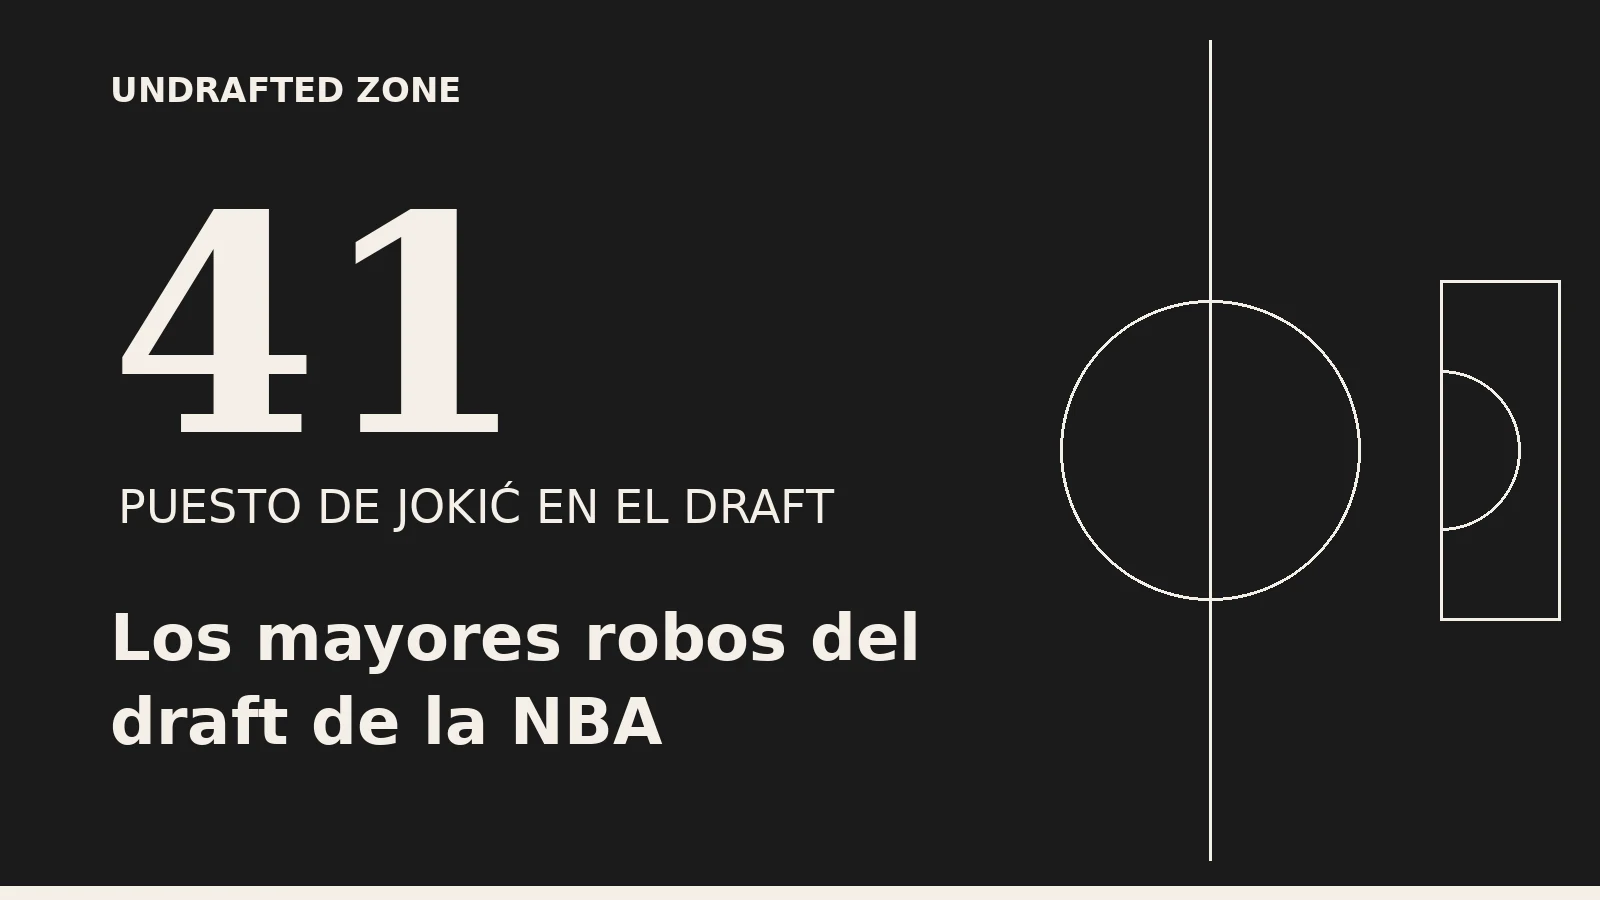 UNDRAFTED ZONE
41
PUESTO DE JOKIĆ EN EL DRAFT
Los mayores robos del
draft de la NBA